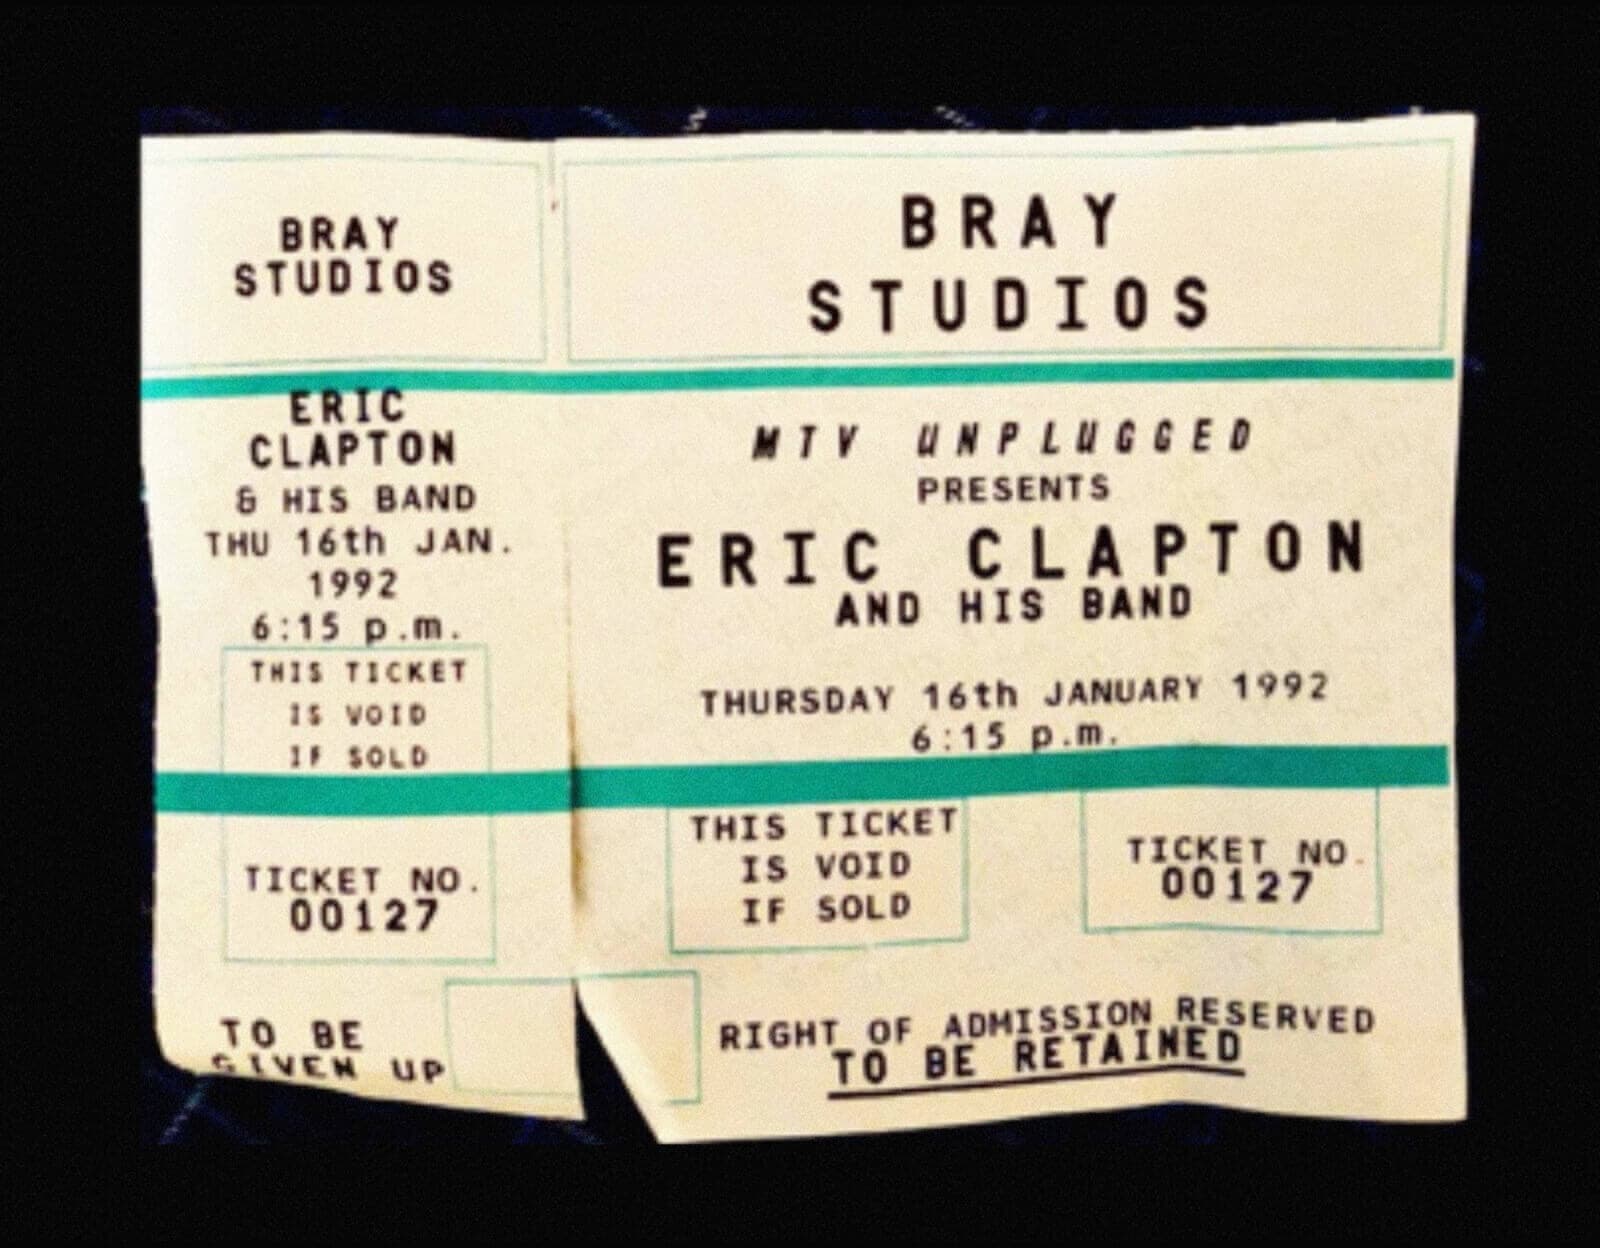 BRAY
STUDIOS
ERIC
CLAPTON
& HIS BAND
THU 16th JAN.
1992
6:15 p.m.
THIS TICKET
IS VOID
IF SOLD
TICKET NO.
00127
TO BE
GIVEN UP
BRAY
STUDIOS
MTV UNPLUGGED
PRESENTS
ERIC CLAPTON
AND HIS BAND
THURSDAY 16th JANUARY 1992
6:15 p.m.
THIS TICKET
IS VOID
IF SOLD
TICKET NO.
00127
RIGHT OF ADMISSION RESERVED
TO BE RETAINED